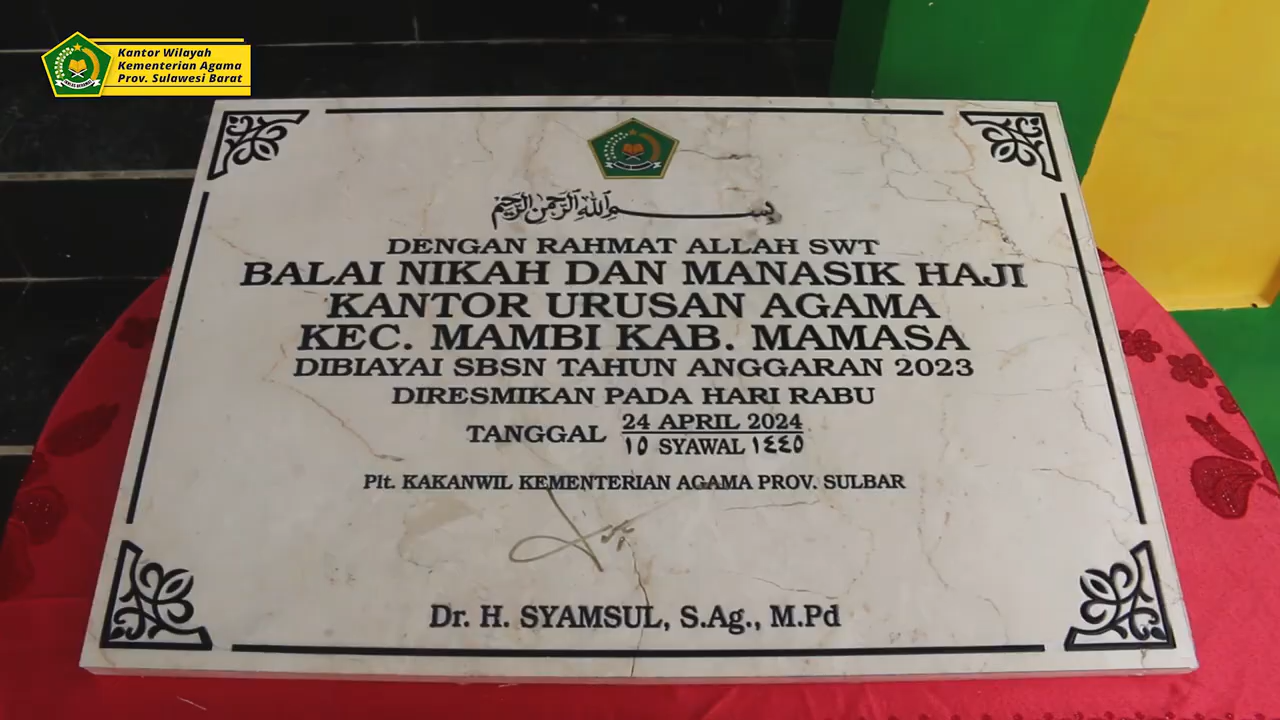 Kantor Wilayah
Kementerian Agama
Prov. Sulawesi Barat
بسم الله الرحمن الرحيم
DENGAN RAHMAT ALLAH SWT
BALAI NIKAH DAN MANASIK HAJI
KANTOR URUSAN AGAMA
KEC. MAMBI KAB. MAMASA
DIBIAYAI SBSN TAHUN ANGGARAN 2023
DIRESMIKAN PADA HARI RABU
TANGGAL 24 APRIL 2024
١٥ SYAWAL ١٤٤٥
Plt. KAKANWIL KEMENTERIAN AGAMA PROV. SULBAR
Dr. H. SYAMSUL, S.Ag., M.Pd